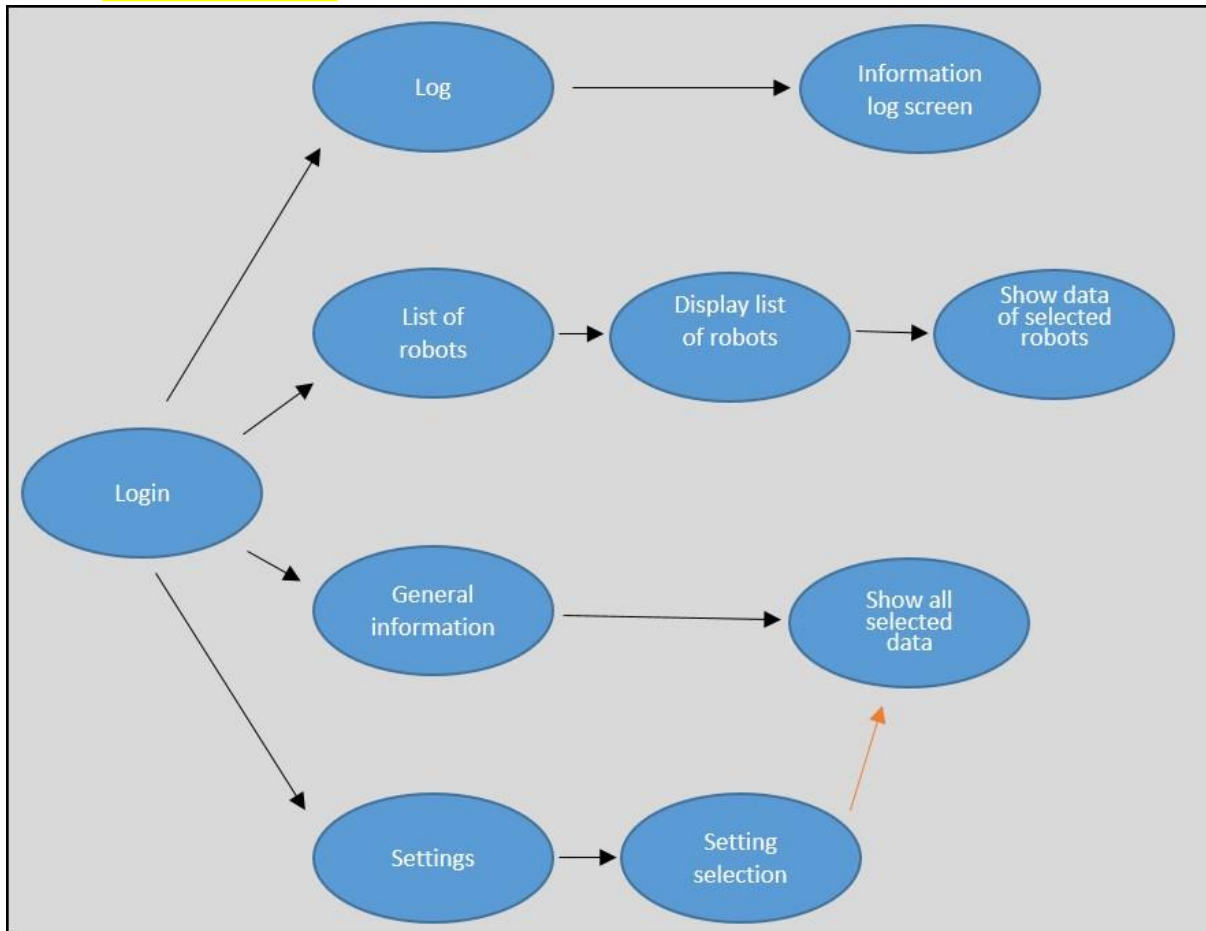 Log
Information
log screen
List of
robots
Display list
of robots
Show data
of selected
robots
Login
General
information
Show all
selected
data
Settings
Setting
selection